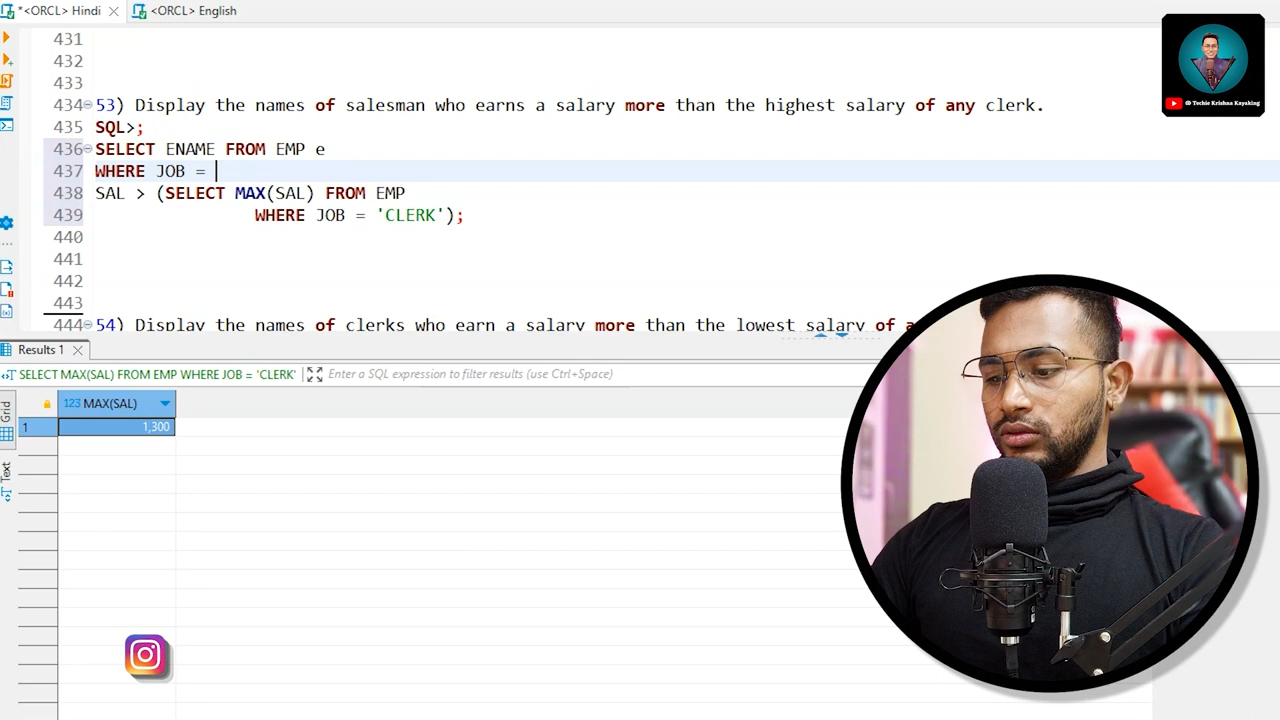 *<ORCL> Hindi
<ORCL> English
@ Techie Krishna Kayaking
431
432
433
434 53) Display the names of salesman who earns a salary more than the highest salary of any clerk.
435 SQL>;
436 SELECT ENAME FROM EMP e
437 WHERE JOB =
438 SAL > (SELECT MAX(SAL) FROM EMP
439 WHERE JOB = 'CLERK');
440
441
442
443
444 54) Display the names of clerks who earn a salary more than the lowest salary of a
Results 1
SELECT MAX(SAL) FROM EMP WHERE JOB = 'CLERK'
Enter a SQL expression to filter results (use Ctrl+Space)
Grid
123 MAX(SAL)
1 1,300
Text